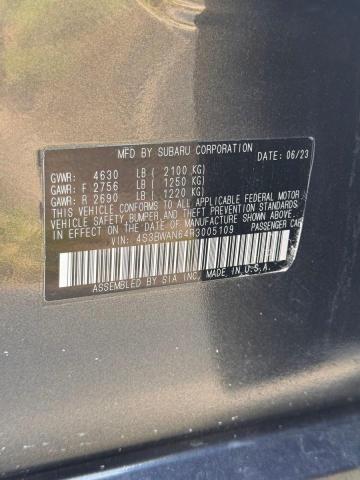 MFD BY SUBARU CORPORATION DATE: 06/23
GVWR: 4630 LB ( 2100 KG)
GAWR: F 2756 LB ( 1250 KG)
GAWR: R 2690 LB ( 1220 KG)
THIS VEHICLE CONFORMS TO ALL APPLICABLE FEDERAL MOTOR
VEHICLE SAFETY, BUMPER, AND THEFT PREVENTION STANDARDS
IN EFFECT ON THE DATE OF MANUFACTURE SHOWN ABOVE.
VIN: 4S3BWAN64R3005109 PASSENGER CAR
ASSEMBLED BY SIA INC. MADE IN U.S.A.